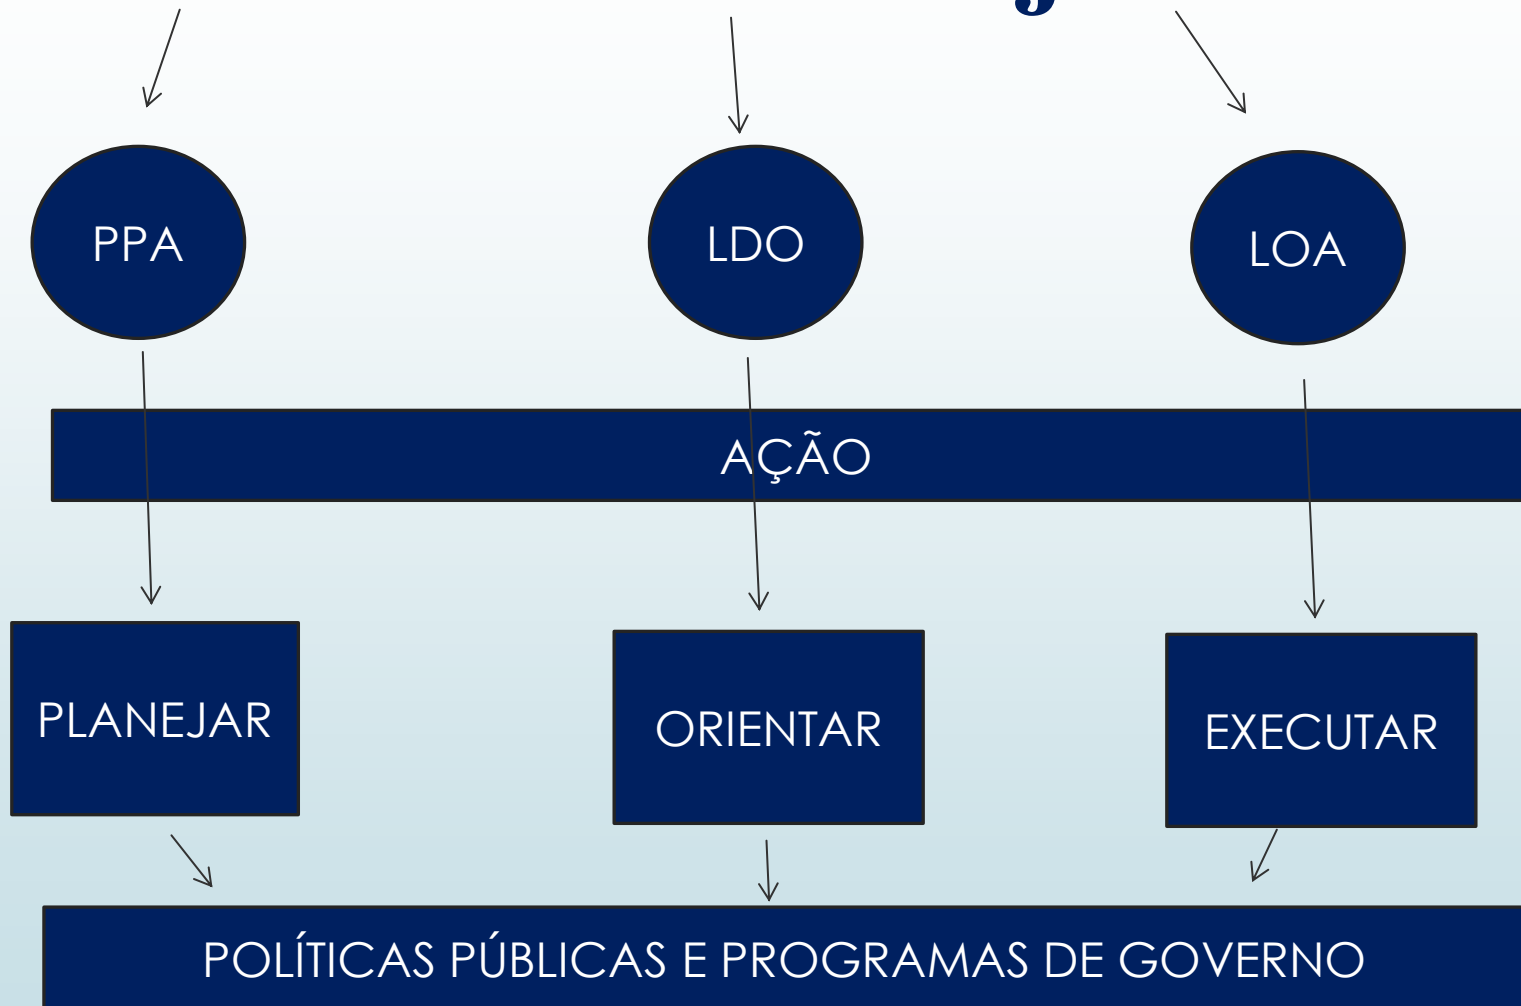 PPA
LDO
LOA
AÇÃO
PLANEJAR
ORIENTAR
EXECUTAR
POLÍTICAS PÚBLICAS E PROGRAMAS DE GOVERNO